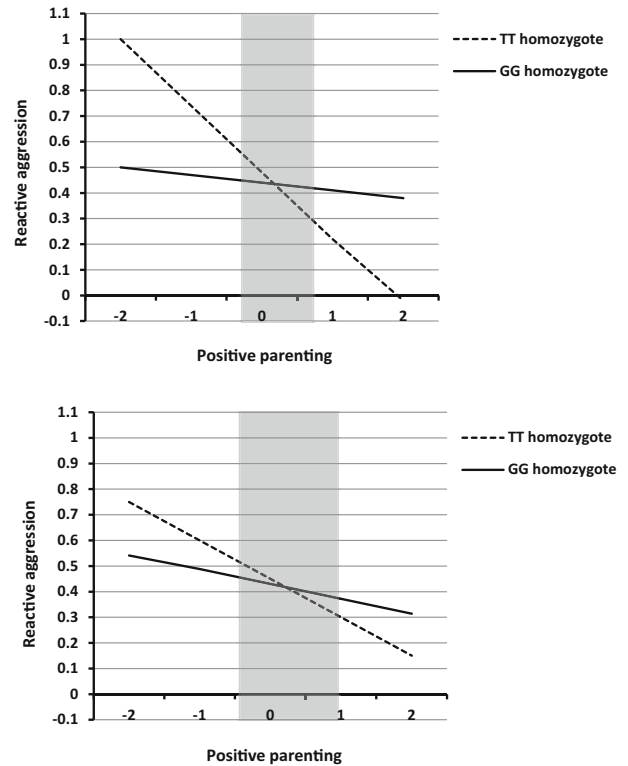 1.1
1
0.9
0.8
0.7
0.6
0.5
0.4
0.3
0.2
0.1
0
-0.1
Reactive aggression
-2 -1 0 1 2
Positive parenting
TT homozygote
GG homozygote
1.1
1
0.9
0.8
0.7
0.6
0.5
0.4
0.3
0.2
0.1
0
-0.1
Reactive aggression
-2 -1 0 1 2
Positive parenting
TT homozygote
GG homozygote